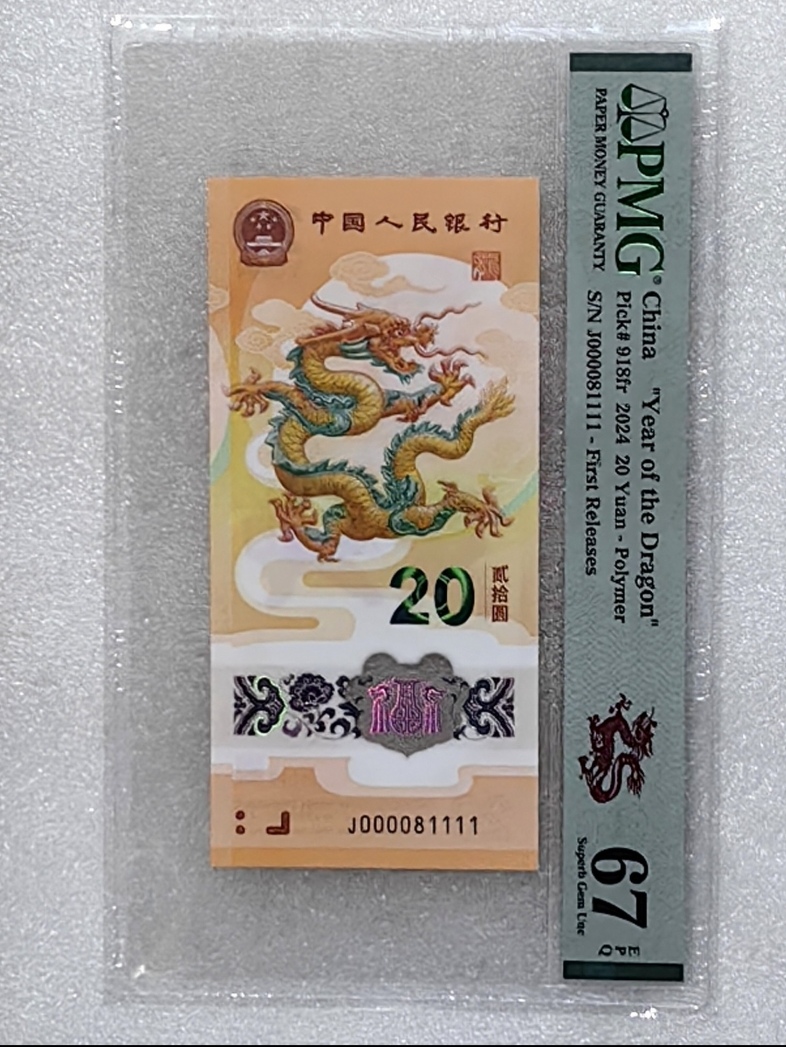 中国人民银行
20
贰拾圆
J000081111
PMG®
PAPER MONEY GUARANTY
China "Year of the Dragon"
Pick# 918fr 2024 20 Yuan - Polymer
S/N J000081111 - First Releases
67 EPQ
Superb Gem Unc